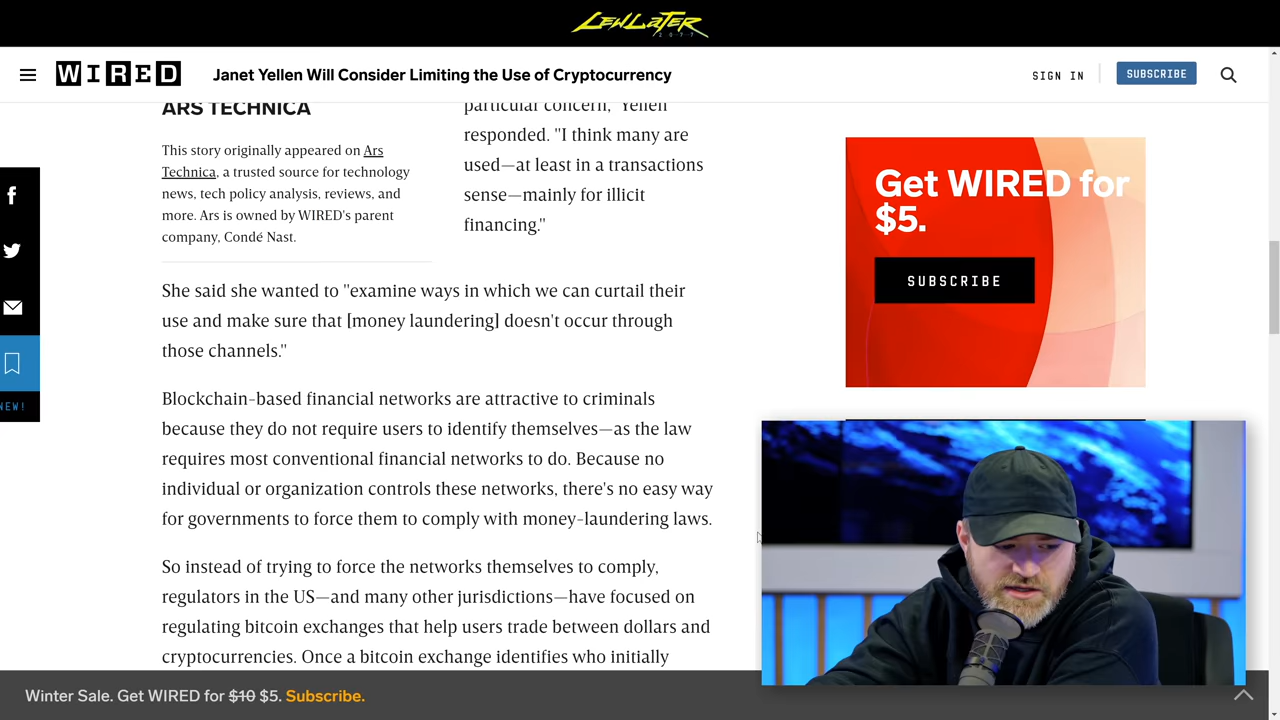 LEWLATER
2077
WIRED
Janet Yellen Will Consider Limiting the Use of Cryptocurrency
SIGN IN
SUBSCRIBE
ARS TECHNICA
This story originally appeared on Ars
Technica, a trusted source for technology
news, tech policy analysis, reviews, and
more. Ars is owned by WIRED's parent
company, Condé Nast.
particular concern," Yellen
responded. "I think many are
used—at least in a transactions
sense—mainly for illicit
financing."
She said she wanted to "examine ways in which we can curtail their
use and make sure that [money laundering] doesn't occur through
those channels."
Blockchain-based financial networks are attractive to criminals
because they do not require users to identify themselves—as the law
requires most conventional financial networks to do. Because no
individual or organization controls these networks, there's no easy way
for governments to force them to comply with money-laundering laws.
So instead of trying to force the networks themselves to comply,
regulators in the US—and many other jurisdictions—have focused on
regulating bitcoin exchanges that help users trade between dollars and
cryptocurrencies. Once a bitcoin exchange identifies who initially
Get WIRED for
$5.
SUBSCRIBE
NEW!
Winter Sale. Get WIRED for $10 $5. Subscribe.